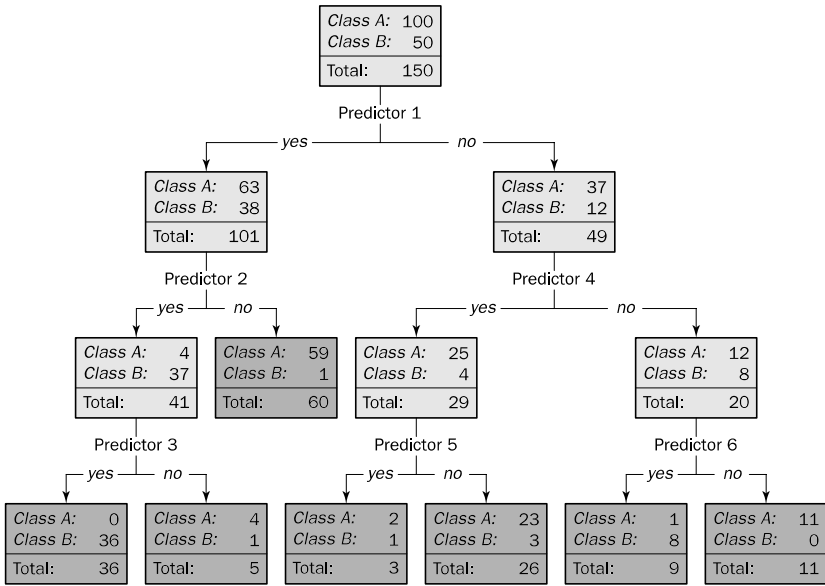 Class A: 100
Class B: 50
Total: 150
Predictor 1
yes no
Class A: 63
Class B: 38
Total: 101
Class A: 37
Class B: 12
Total: 49
Predictor 2
Predictor 4
yes no
yes no
Class A: 4
Class B: 37
Total: 41
Class A: 59
Class B: 1
Total: 60
Class A: 25
Class B: 4
Total: 29
Class A: 12
Class B: 8
Total: 20
Predictor 3
Predictor 5
Predictor 6
yes no
yes no
yes no
Class A: 0
Class B: 36
Total: 36
Class A: 4
Class B: 1
Total: 5
Class A: 2
Class B: 1
Total: 3
Class A: 23
Class B: 3
Total: 26
Class A: 1
Class B: 8
Total: 9
Class A: 11
Class B: 0
Total: 11